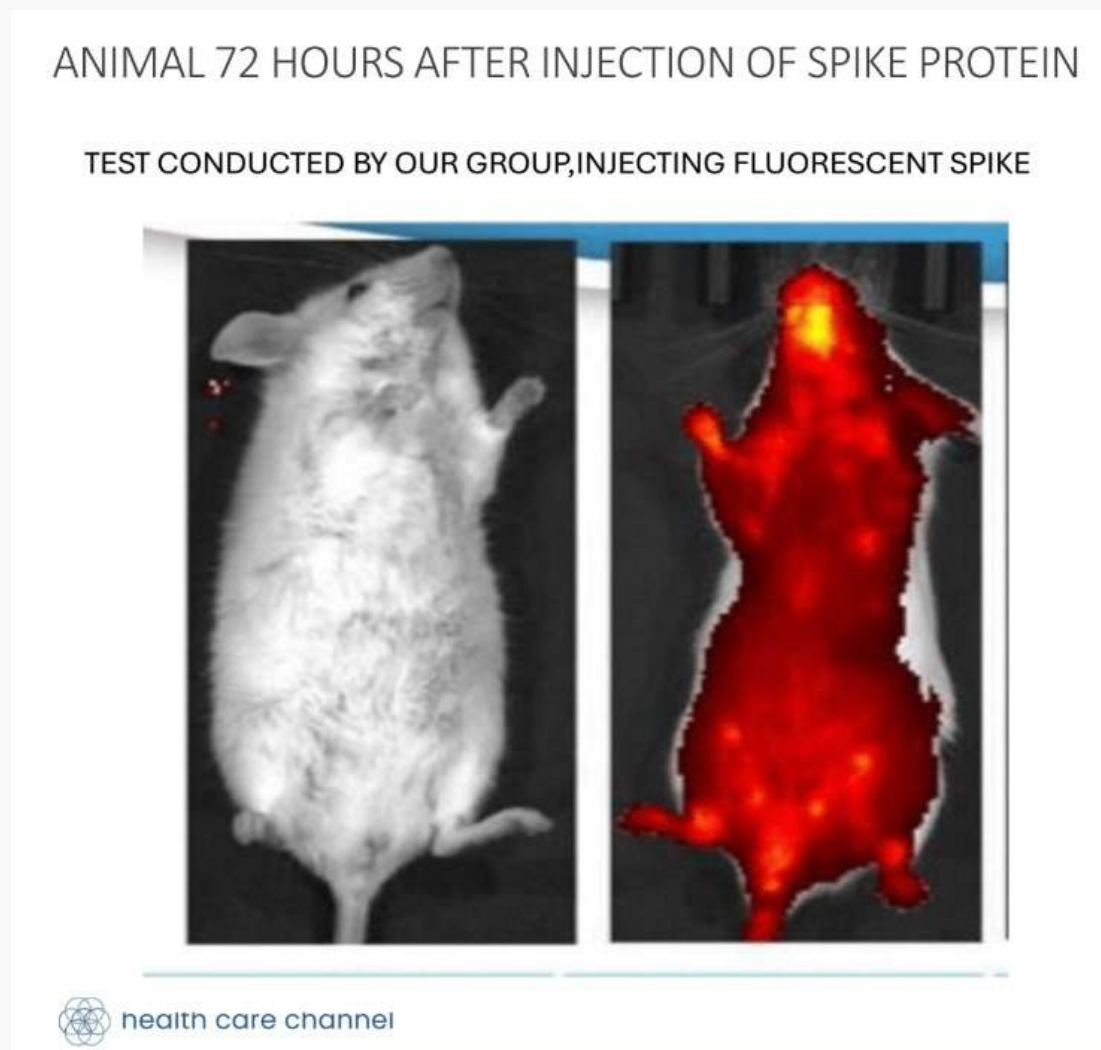 ANIMAL 72 HOURS AFTER INJECTION OF SPIKE PROTEIN
TEST CONDUCTED BY OUR GROUP,INJECTING FLUORESCENT SPIKE
health care channel